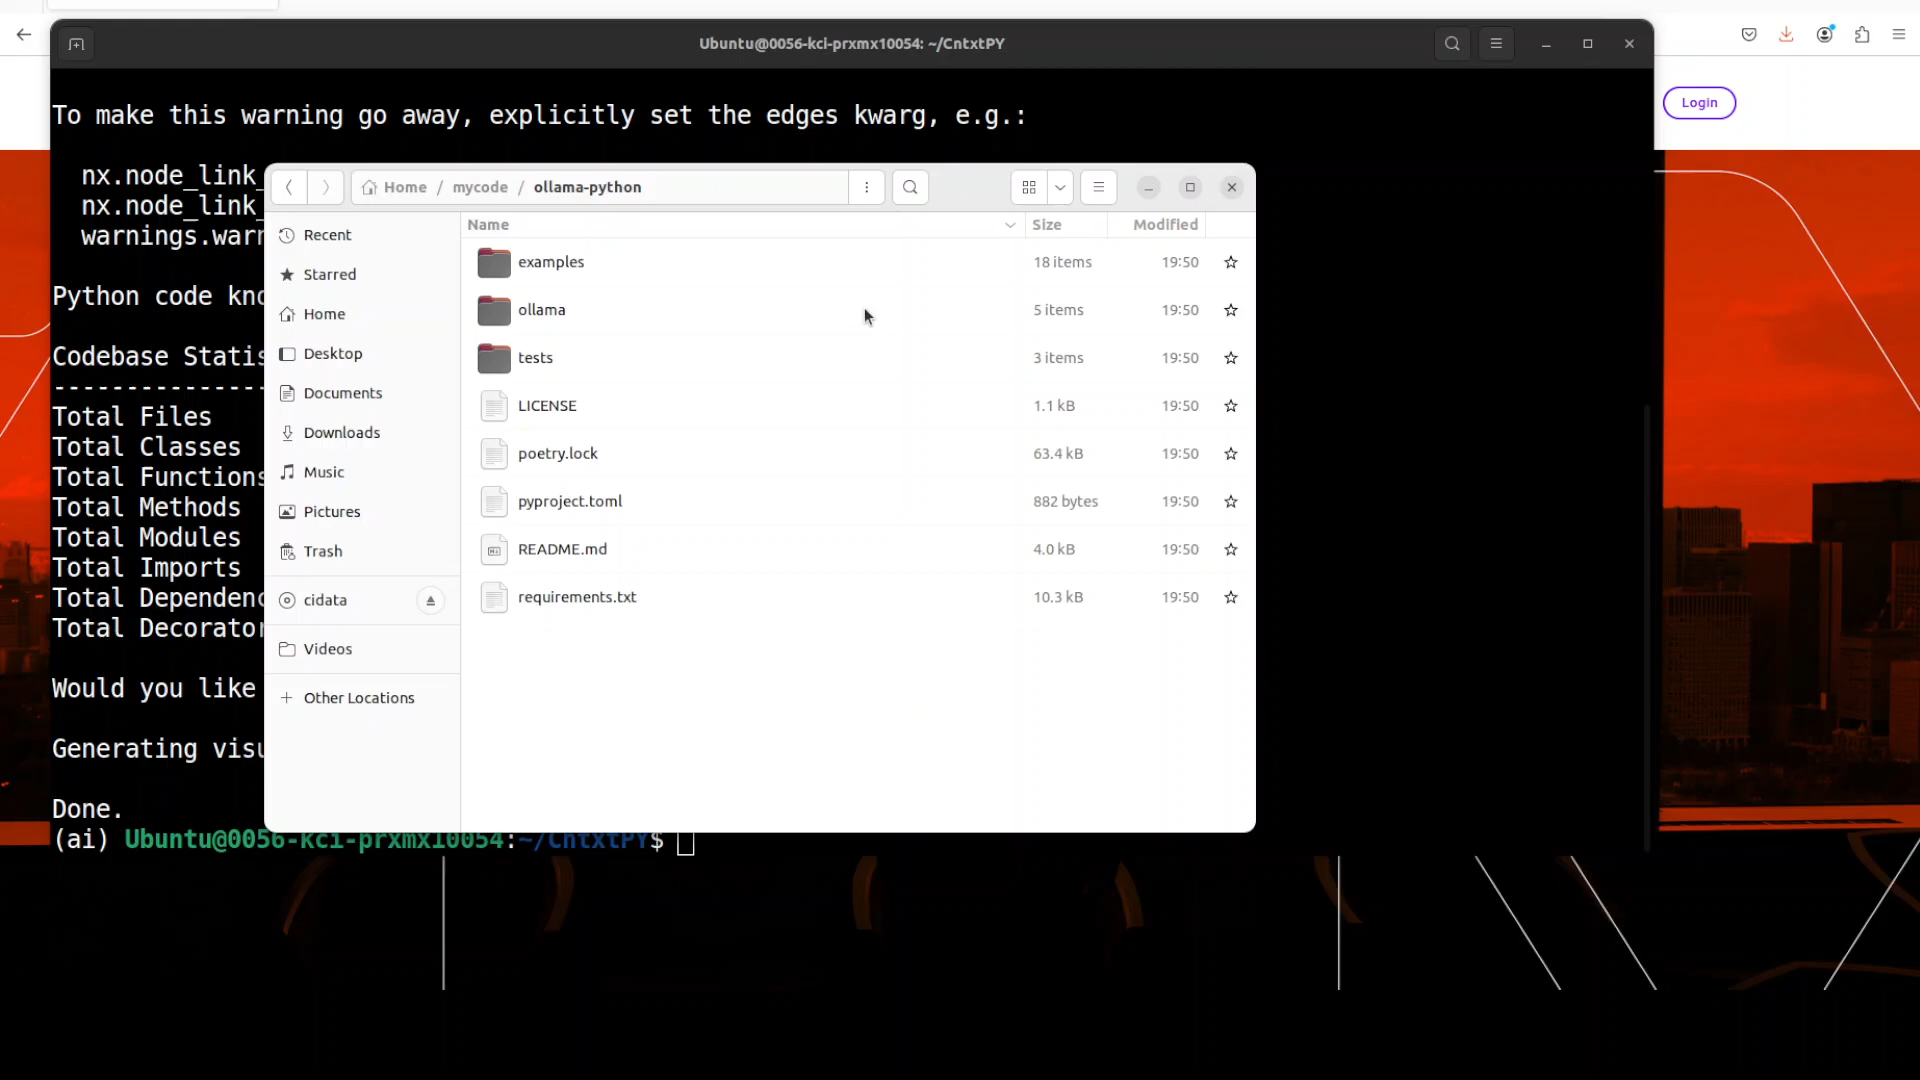 Ubuntu@0056-kci-prxmx10054: ~/CntxtPY
Login
To make this warning go away, explicitly set the edges kwarg, e.g.:
nx.node_link_
nx.node_link_
warnings.warn
Python code kno
Codebase Statis
---------------
Total Files
Total Classes
Total Functions
Total Methods
Total Modules
Total Imports
Total Dependenc
Total Decorator
Would you like
Generating visu
Done.
(ai) Ubuntu@0056-kci-prxmx10054:~/CntxtPY$
Home / mycode / ollama-python
Recent
Starred
Home
Desktop
Documents
Downloads
Music
Pictures
Trash
cidata
Videos
+ Other Locations
Name Size Modified
examples 18 items 19:50
ollama 5 items 19:50
tests 3 items 19:50
LICENSE 1.1 kB 19:50
poetry.lock 63.4 kB 19:50
pyproject.toml 882 bytes 19:50
README.md 4.0 kB 19:50
requirements.txt 10.3 kB 19:50